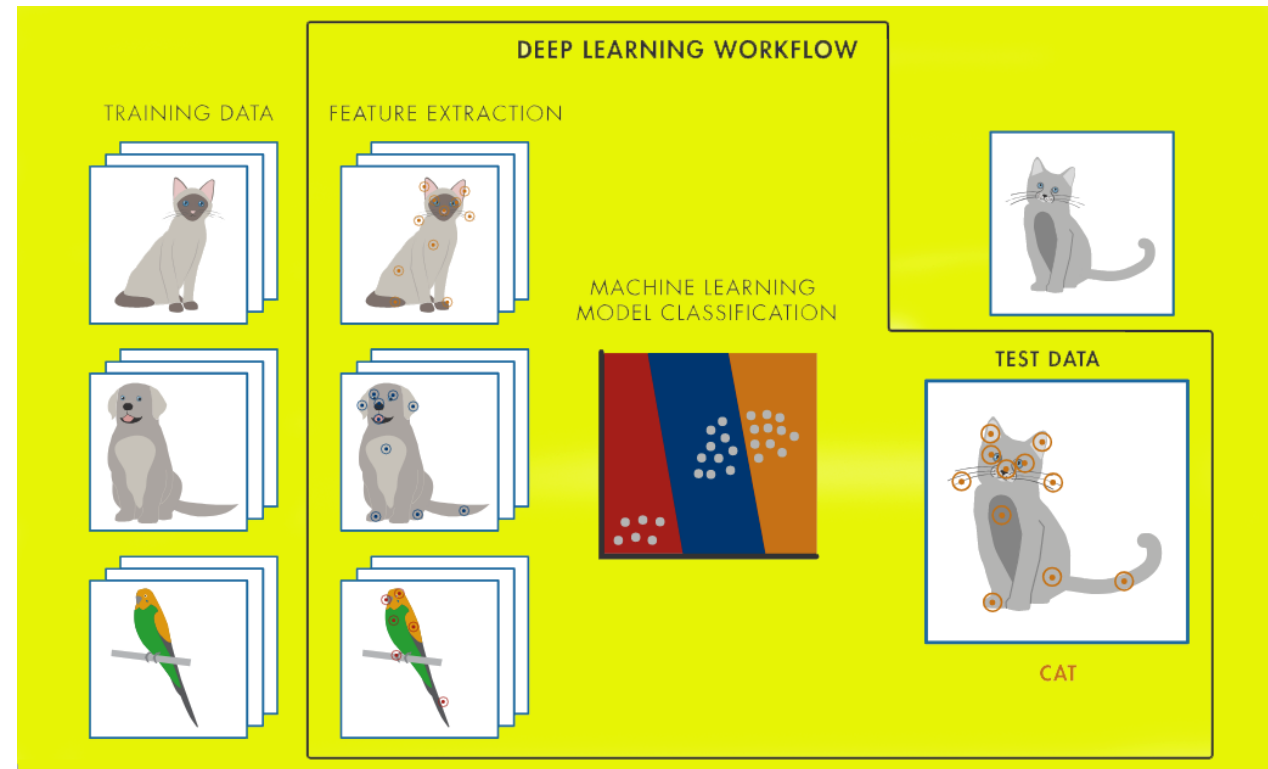 DEEP LEARNING WORKFLOW
TRAINING DATA
FEATURE EXTRACTION
MACHINE LEARNING
MODEL CLASSIFICATION
TEST DATA
CAT